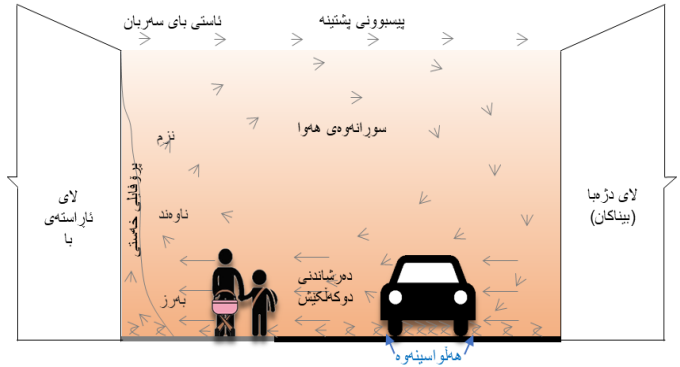 ئاستی بای سەربان
پیسبوونی پشتینە
سوڕانەوەی هەوا
نزم
پرۆفایلی خەستی
ناوەند
بەرز
لای
ئاڕاستەی
با
لای دژەبا
(بیناکان)
دەرشاندنی
دوکەڵکێش
هەڵواسینەوە